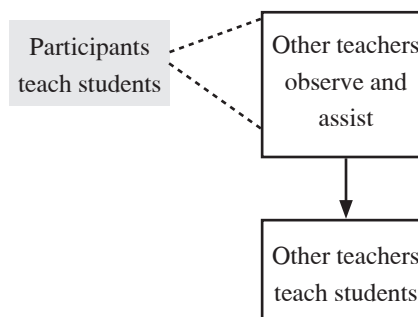 Participants
teach students
Other teachers
observe and
assist
Other teachers
teach students